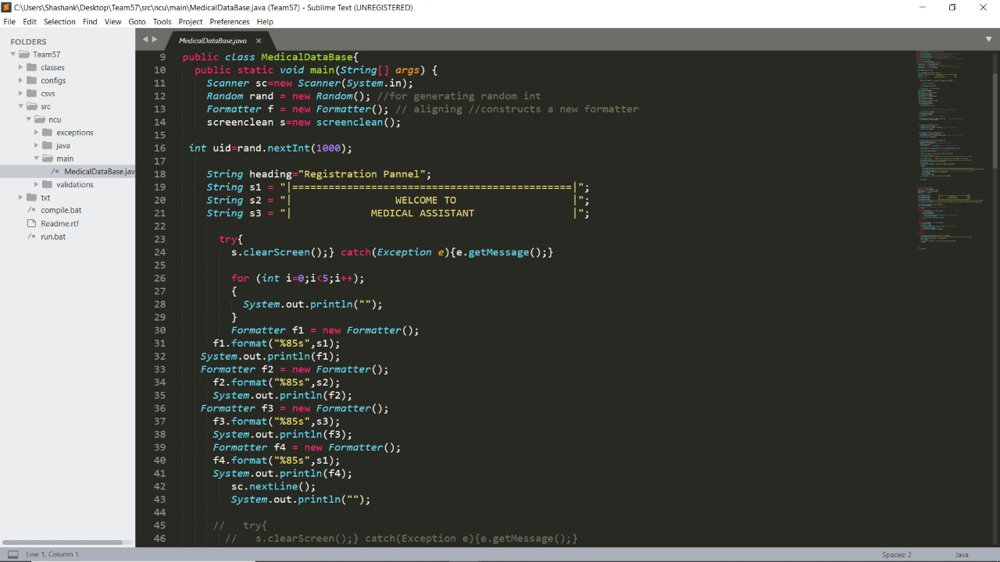 C:\Users\Shashank\Desktop\Team57\src\ncu\main\MedicalDataBase.java (Team57) - Sublime Text (UNREGISTERED)
File Edit Selection Find View Goto Tools Project Preferences Help
FOLDERS
Team57
classes
configs
csvs
src
ncu
exceptions
java
main
/* MedicalDataBase.jav
validations
txt
/* compile.bat
Readme.rtf
/* run.bat
MedicalDataBase.java ×
9 public class MedicalDataBase{
10 public static void main(String[] args) {
11 Scanner sc=new Scanner(System.in);
12 Random rand = new Random(); // for generating random int
13 Formatter f = new Formatter(); // aligning //constructs a new formatter
14 screenclean s=new screenclean();
15
16 int uid=rand.nextInt(1000);
17
18 String
19 String s1 = "|==============================================|";
20 String s2 = "| WELCOME TO |";
21 String s3 = "| MEDICAL ASSISTANT |";
22
23 try{
24 s.clearScreen();} catch(Exception e){e.getMessage();}
25
26 for (int i=0;i<5;i++);
27 {
28 System.out.println("");
29 }
30 Formatter f1 = new Formatter();
31 f1.format("%85s",s1);
32 System.out.println(f1);
33 Formatter f2 = new Formatter();
34 f2.format("%85s",s2);
35 System.out.println(f2);
36 Formatter f3 = new Formatter();
37 f3.format("%85s",s3);
38 System.out.println(f3);
39 Formatter f4 = new Formatter();
40 f4.format("%85s",s1);
41 System.out.println(f4);
42 sc.nextLine();
43 System.out.println("");
44
45 // try{
46 // s.clearScreen();} catch(Exception e){e.getMessage();}
Line 1, Column 1 Spaces: 2 Java